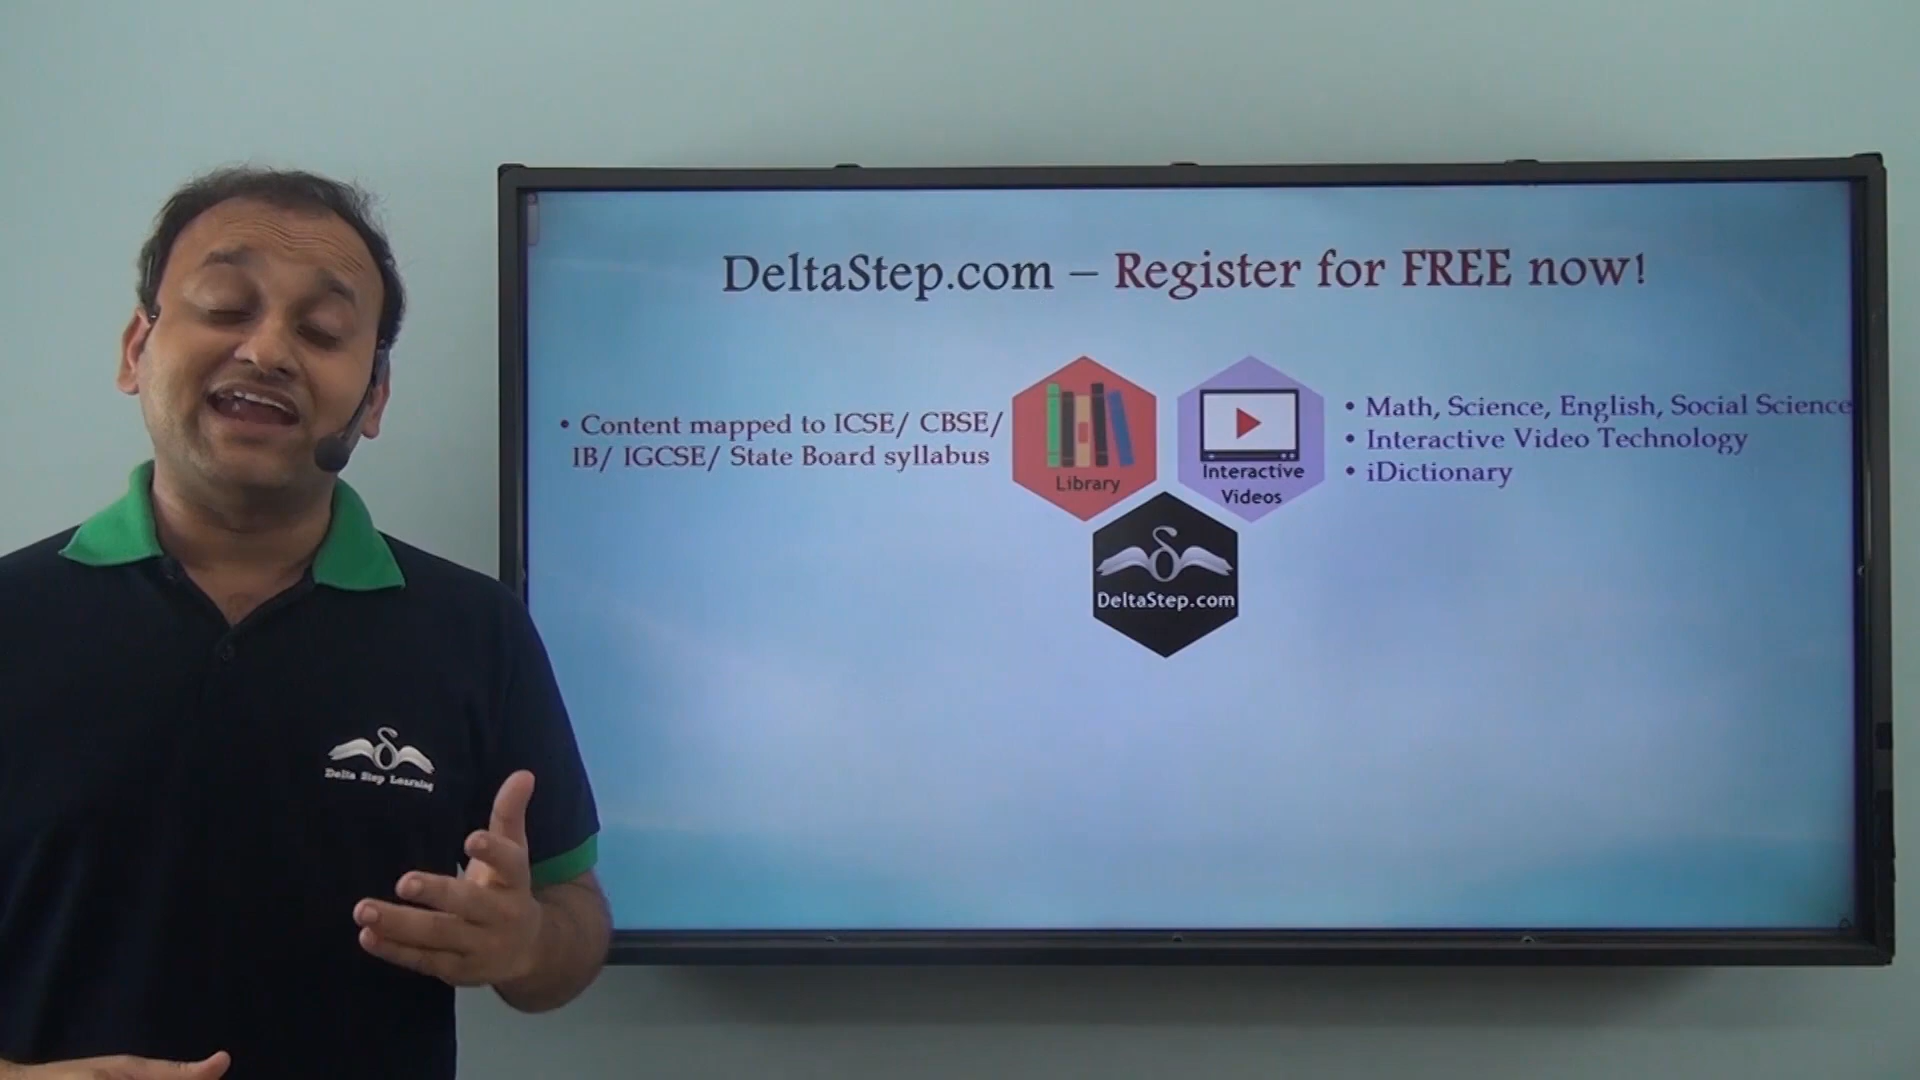 DeltaStep.com – Register for FREE now!
• Content mapped to ICSE/ CBSE/
IB/ IGCSE/ State Board syllabus
Library
Interactive
Videos
• Math, Science, English, Social Science
• Interactive Video Technology
• iDictionary
DeltaStep.com
Delta Step Learning